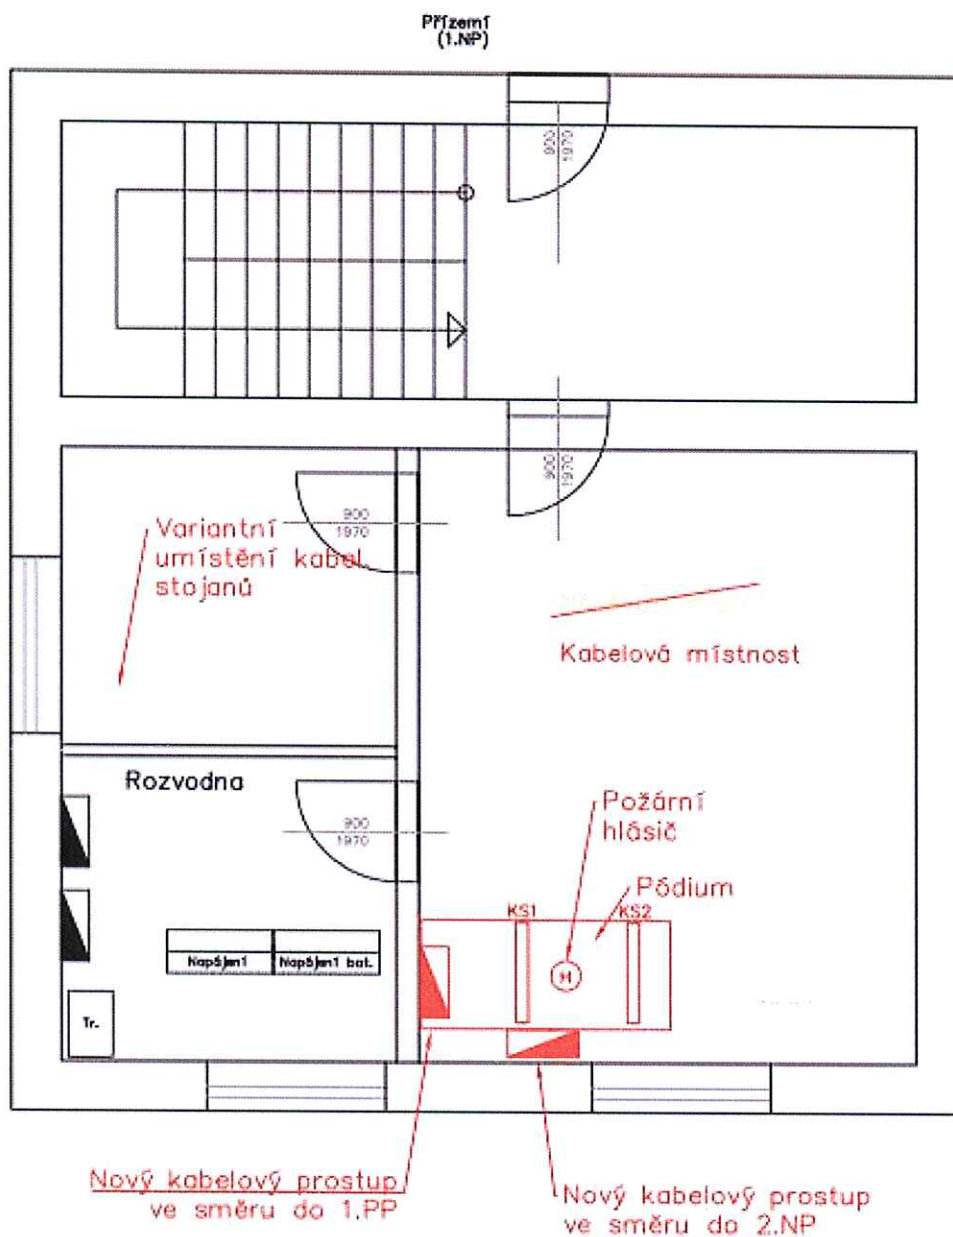 Přízemí
(1.NP)
900
1970
900
1970
900
1970
Variantní
umístění kabel.
stojanů
Kabelová místnost
Rozvodna
900
1970
Požární
hlásič
Pódium
KS1
KS2
Napájení
Napájení bat.
H
Tr.
Nový kabelový prostup
ve směru do 1.PP
Nový kabelový prostup
ve směru do 2.NP